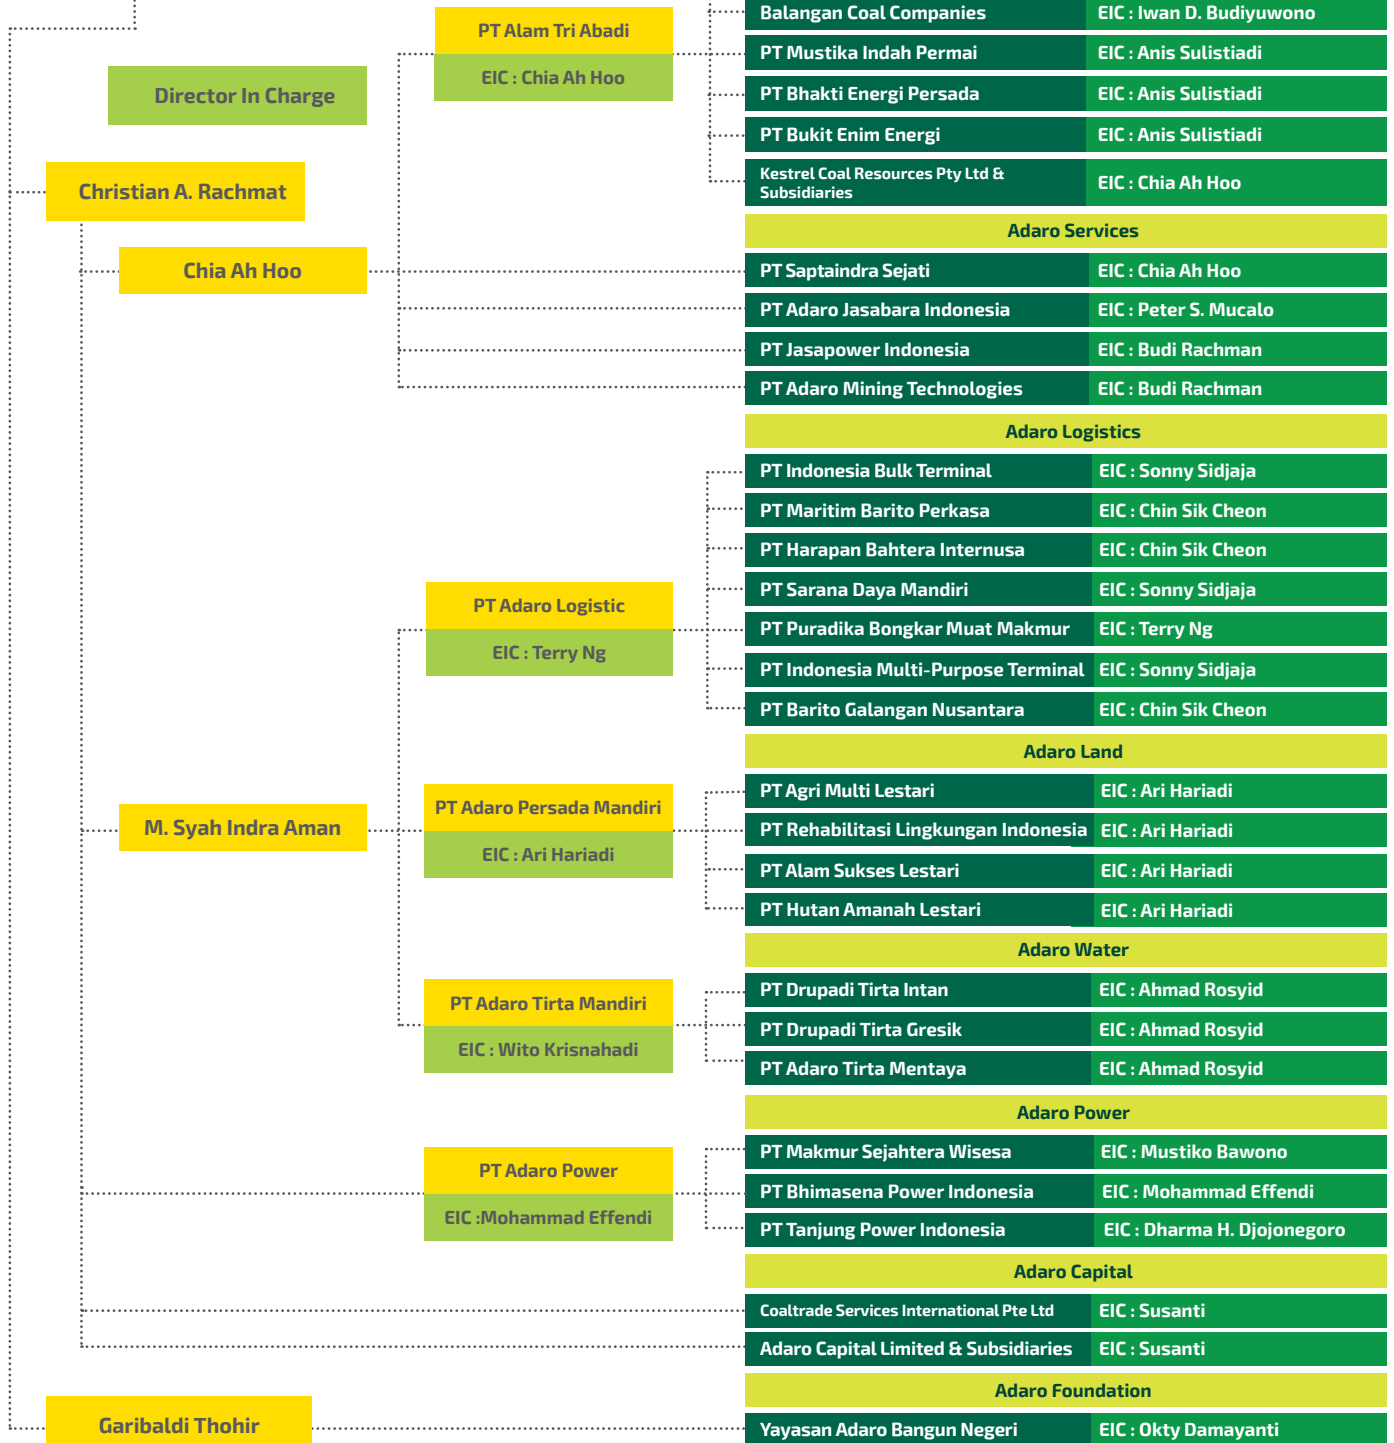 PT Alam Tri Abadi
EIC : Chia Ah Hoo
Balangan Coal Companies
EIC : Iwan D. Budiyuwono
PT Mustika Indah Permai
EIC : Anis Sulistiadi
PT Bhakti Energi Persada
EIC : Anis Sulistiadi
PT Bukit Enim Energi
EIC : Anis Sulistiadi
Kestrel Coal Resources Pty Ltd &
Subsidiaries
EIC : Chia Ah Hoo
Director In Charge
Christian A. Rachmat
Chia Ah Hoo
Adaro Services
PT Saptaindra Sejati
EIC : Chia Ah Hoo
PT Adaro Jasabara Indonesia
EIC : Peter S. Mucalo
PT Jasapower Indonesia
EIC : Budi Rachman
PT Adaro Mining Technologies
EIC : Budi Rachman
Adaro Logistics
PT Indonesia Bulk Terminal
EIC : Sonny Sidjaja
PT Maritim Barito Perkasa
EIC : Chin Sik Cheon
PT Harapan Bahtera Internusa
EIC : Chin Sik Cheon
PT Sarana Daya Mandiri
EIC : Sonny Sidjaja
PT Puradika Bongkar Muat Makmur
EIC : Terry Ng
PT Indonesia Multi-Purpose Terminal
EIC : Sonny Sidjaja
PT Barito Galangan Nusantara
EIC : Chin Sik Cheon
PT Adaro Logistic
EIC : Terry Ng
Adaro Land
PT Agri Multi Lestari
EIC : Ari Hariadi
PT Rehabilitasi Lingkungan Indonesia
EIC : Ari Hariadi
PT Alam Sukses Lestari
EIC : Ari Hariadi
PT Hutan Amanah Lestari
EIC : Ari Hariadi
PT Adaro Persada Mandiri
EIC : Ari Hariadi
M. Syah Indra Aman
Adaro Water
PT Drupadi Tirta Intan
EIC : Ahmad Rosyid
PT Drupadi Tirta Gresik
EIC : Ahmad Rosyid
PT Adaro Tirta Mentaya
EIC : Ahmad Rosyid
PT Adaro Tirta Mandiri
EIC : Wito Krisnahadi
Adaro Power
PT Makmur Sejahtera Wisesa
EIC : Mustiko Bawono
PT Bhimasena Power Indonesia
EIC : Mohammad Effendi
PT Tanjung Power Indonesia
EIC : Dharma H. Djojonegoro
PT Adaro Power
EIC :Mohammad Effendi
Adaro Capital
Coaltrade Services International Pte Ltd
EIC : Susanti
Adaro Capital Limited & Subsidiaries
EIC : Susanti
Adaro Foundation
Garibaldi Thohir
Yayasan Adaro Bangun Negeri
EIC : Okty Damayanti